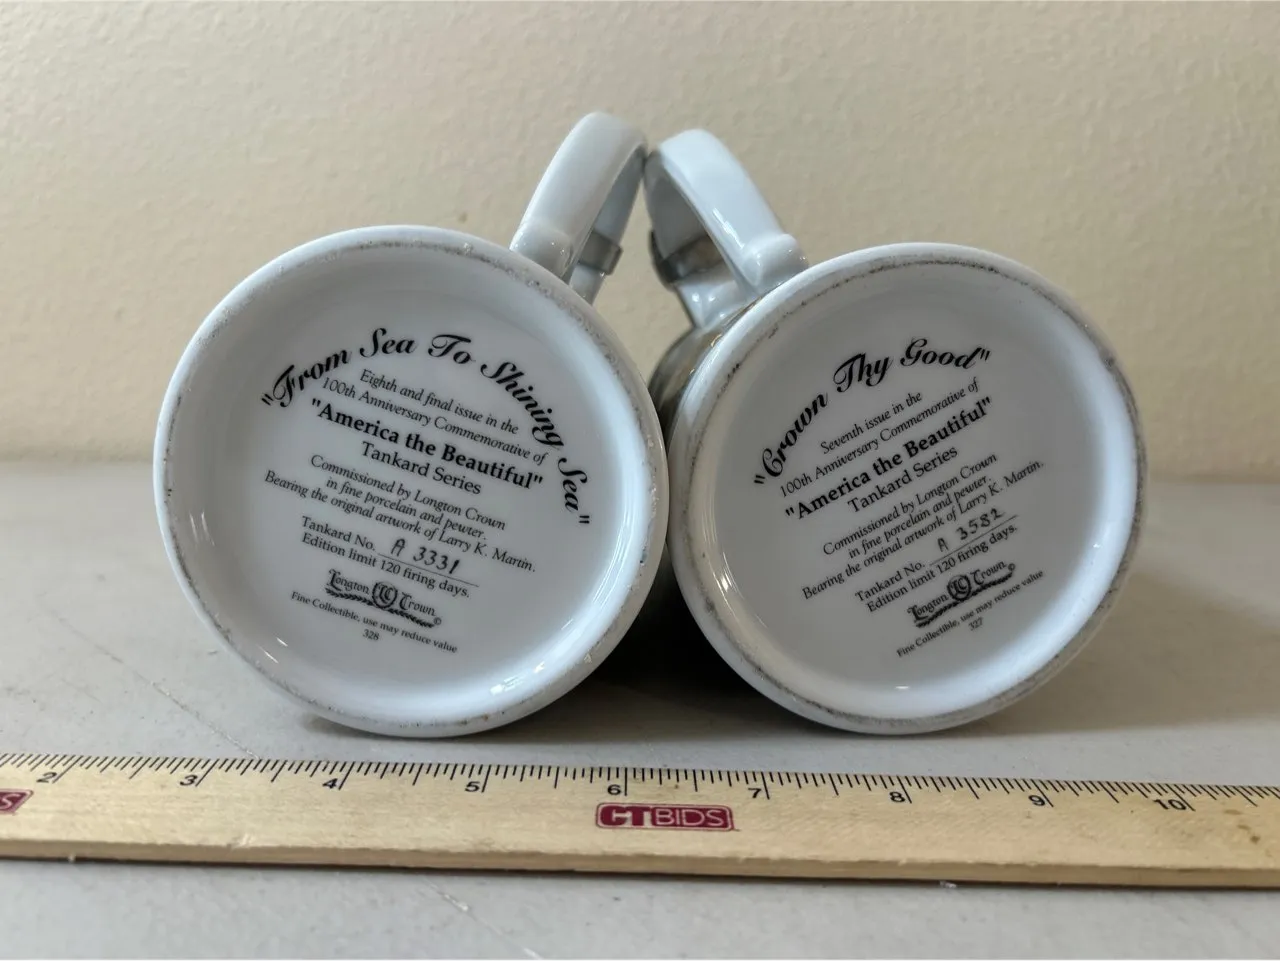 "From Sea To Shining Sea"
Eighth and final issue in the
100th Anniversary Commemorative of
"America the Beautiful"
Tankard Series
Commissioned by Longton Crown
in fine porcelain and pewter.
Bearing the original artwork of Larry K. Martin.
Tankard No. A 3331
Edition limit 120 firing days.
Longton LC Crown ©
Fine Collectible, use may reduce value
328
"Crown Thy Good"
Seventh issue in the
100th Anniversary Commemorative of
"America the Beautiful"
Tankard Series
Commissioned by Longton Crown
in fine porcelain and pewter.
Bearing the original artwork of Larry K. Martin.
Tankard No. A 3582
Edition limit 120 firing days.
Longton LC Crown ©
Fine Collectible, use may reduce value
327
2 3 4 5 6 7 8 9 10
S CTBIDS